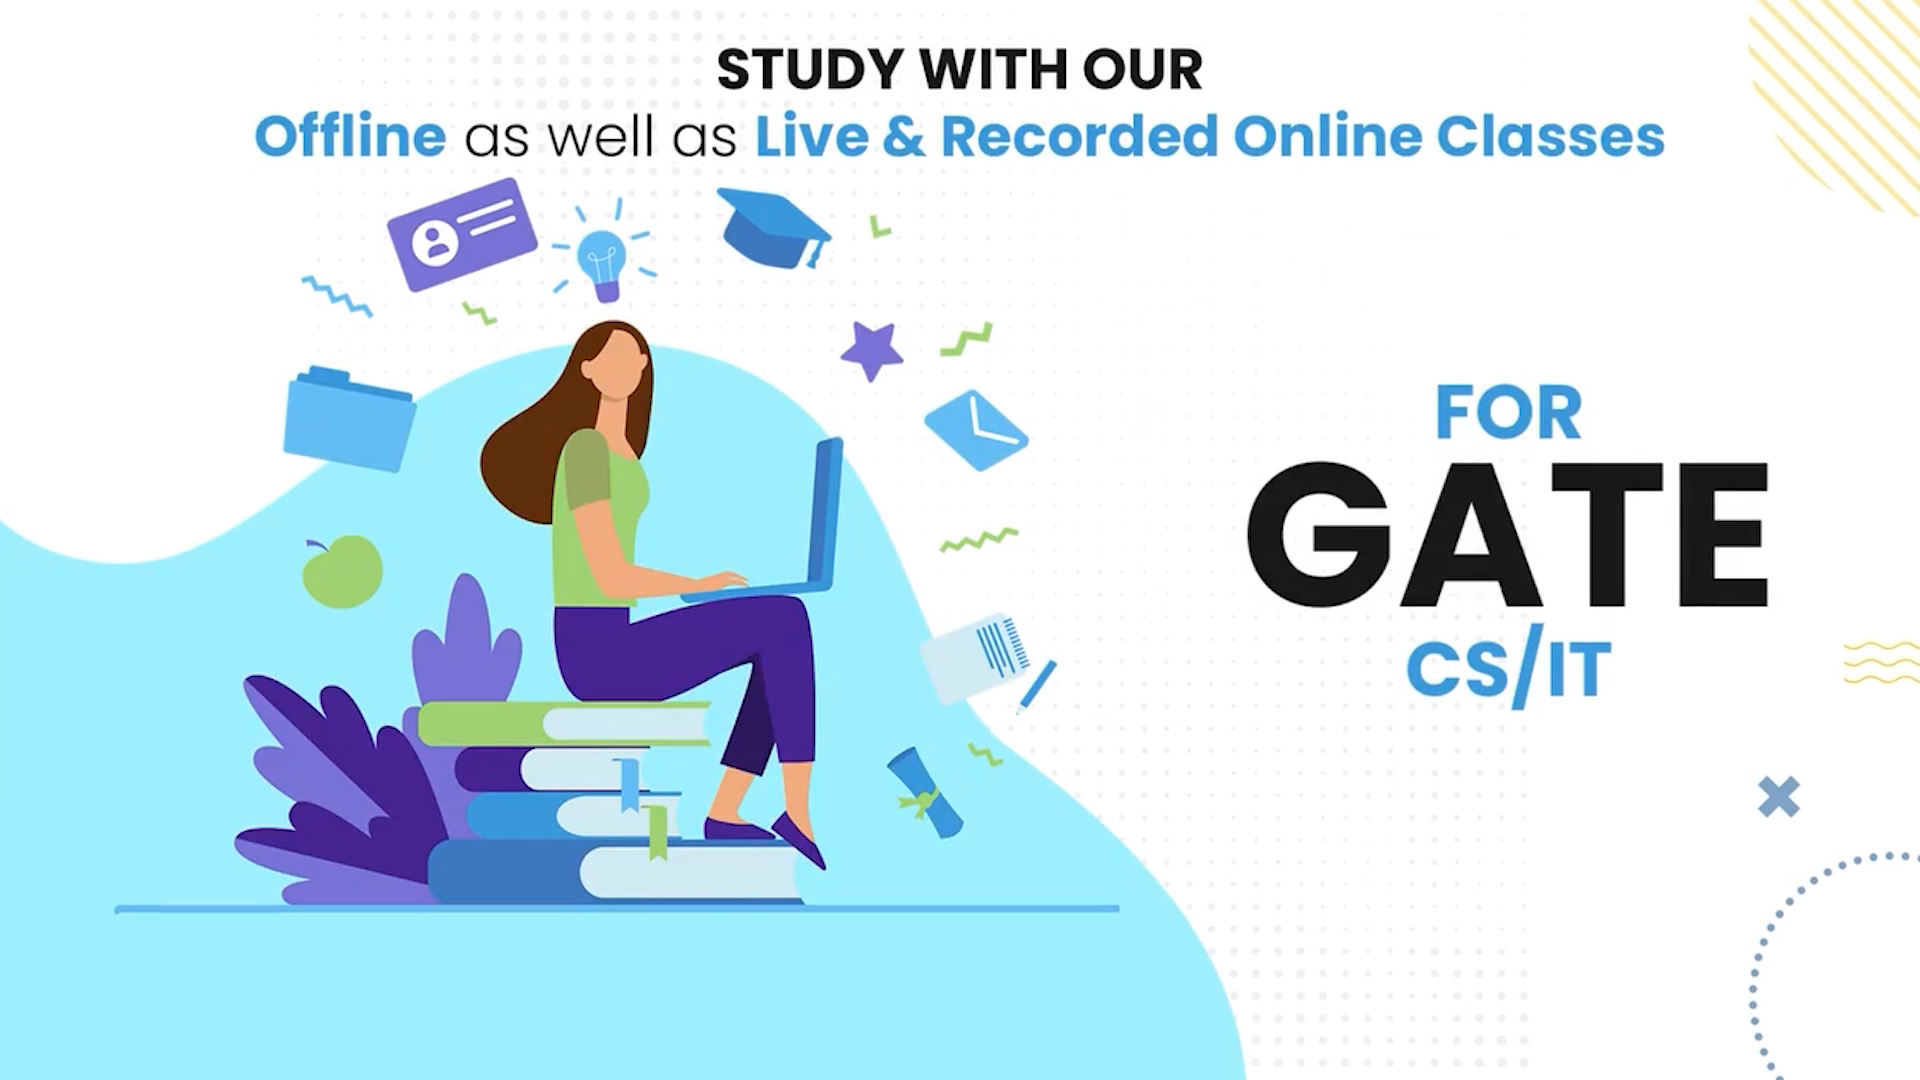 STUDY WITH OUR
Offline as well as Live & Recorded Online Classes
FOR
GATE
CS/IT